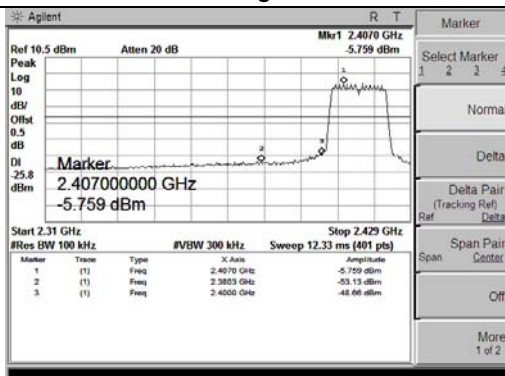 Agilent R T
Mkr1 2.4070 GHz
Ref 10.5 dBm Atten 20 dB -5.759 dBm
Peak
Log
10
dB/
Offst
0.5
dB
DI
-25.8
dBm
1
2
3
Marker
2.407000000 GHz
-5.759 dBm
Start 2.31 GHz Stop 2.429 GHz
#Res BW 100 kHz #VBW 300 kHz Sweep 12.33 ms (401 pts)
Marker Trace Type X Axis Amplitude
1 (1) Freq 2.4070 GHz -5.759 dBm
2 (1) Freq 2.3803 GHz -53.13 dBm
3 (1) Freq 2.4000 GHz -48.66 dBm
Marker
Select Marker
1 2 3 4
Normal
Delta
Delta Pair
(Tracking Ref)
Ref Delta
Span Pair
Span Center
Off
More
1 of 2